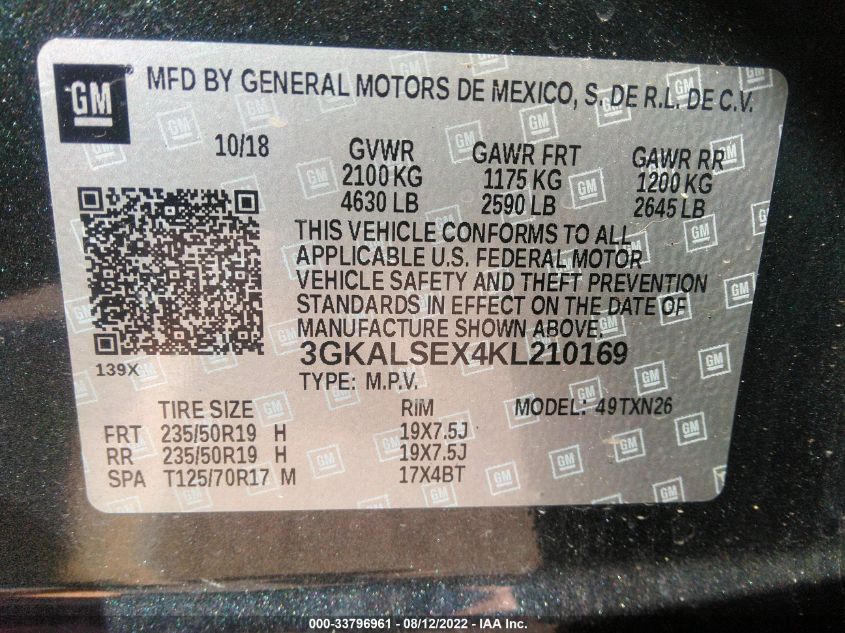 GM
MFD BY GENERAL MOTORS DE MEXICO, S. DE R.L. DE C.V.
10/18 GVWR GAWR FRT GAWR RR
2100 KG 1175 KG 1200 KG
4630 LB 2590 LB 2645 LB
THIS VEHICLE CONFORMS TO ALL
APPLICABLE U.S. FEDERAL MOTOR
VEHICLE SAFETY AND THEFT PREVENTION
STANDARDS IN EFFECT ON THE DATE OF
MANUFACTURE SHOWN ABOVE.
3GKALSEX4KL210169
139X
TYPE: M.P.V.
TIRE SIZE RIM MODEL: 49TXN26
FRT 235/50R19 H 19X7.5J
RR 235/50R19 H 19X7.5J
SPA T125/70R17 M 17X4BT
000-33796961 - 08/12/2022 - IAAI.COM